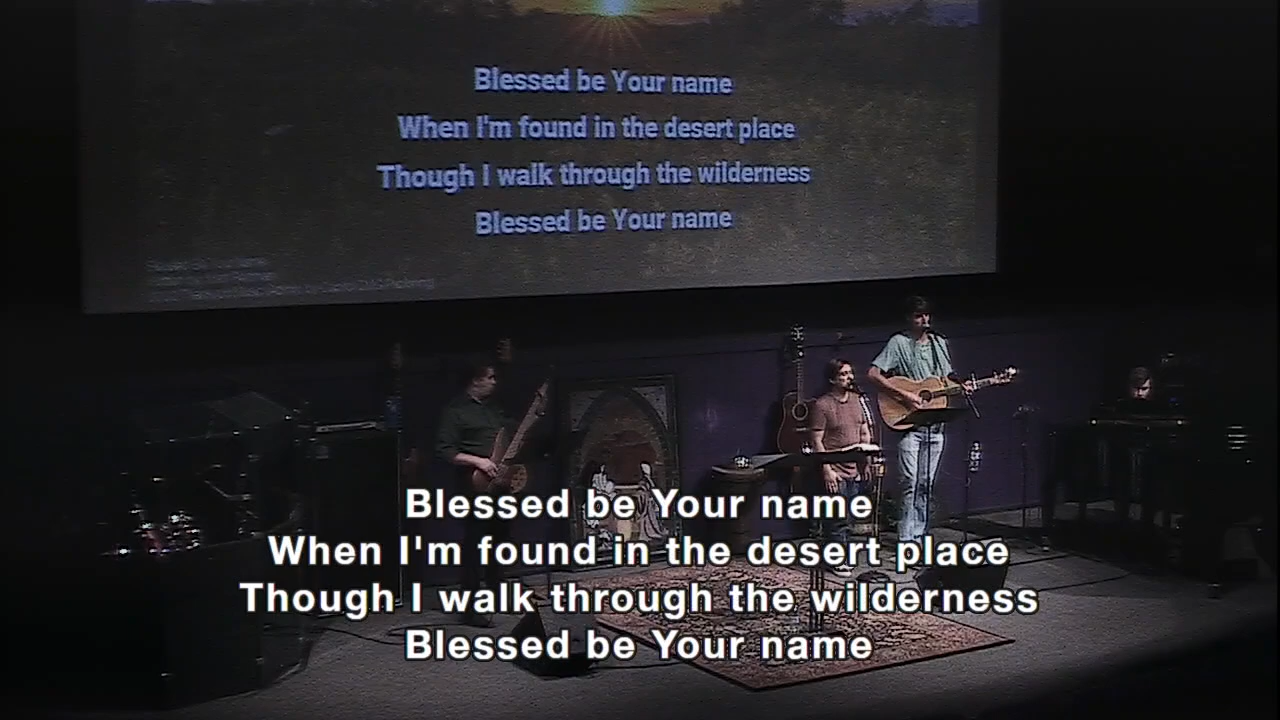 Blessed be Your name
When I'm found in the desert place
Though I walk through the wilderness
Blessed be Your name
Blessed be Your name
When I'm found in the desert place
Though I walk through the wilderness
Blessed be Your name